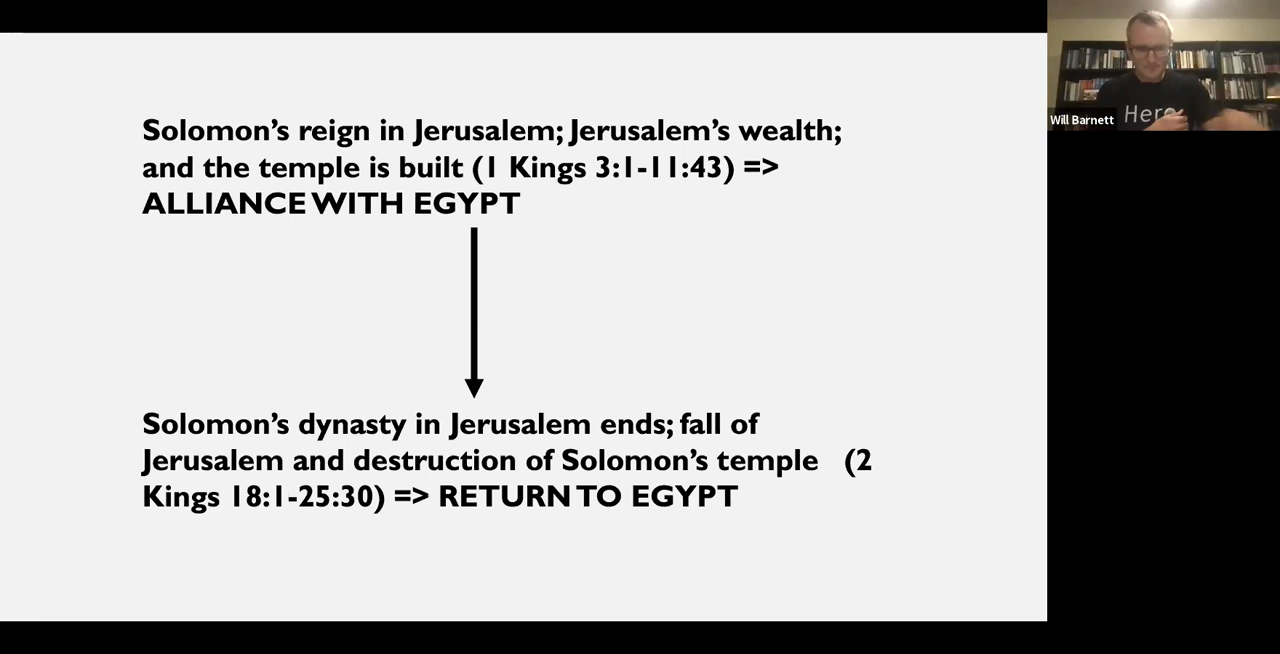 Solomon’s reign in Jerusalem; Jerusalem’s wealth;
and the temple is built (1 Kings 3:1-11:43) =>
ALLIANCE WITH EGYPT
Solomon’s dynasty in Jerusalem ends; fall of
Jerusalem and destruction of Solomon’s temple (2
Kings 18:1-25:30) => RETURN TO EGYPT
Here
Will Barnett